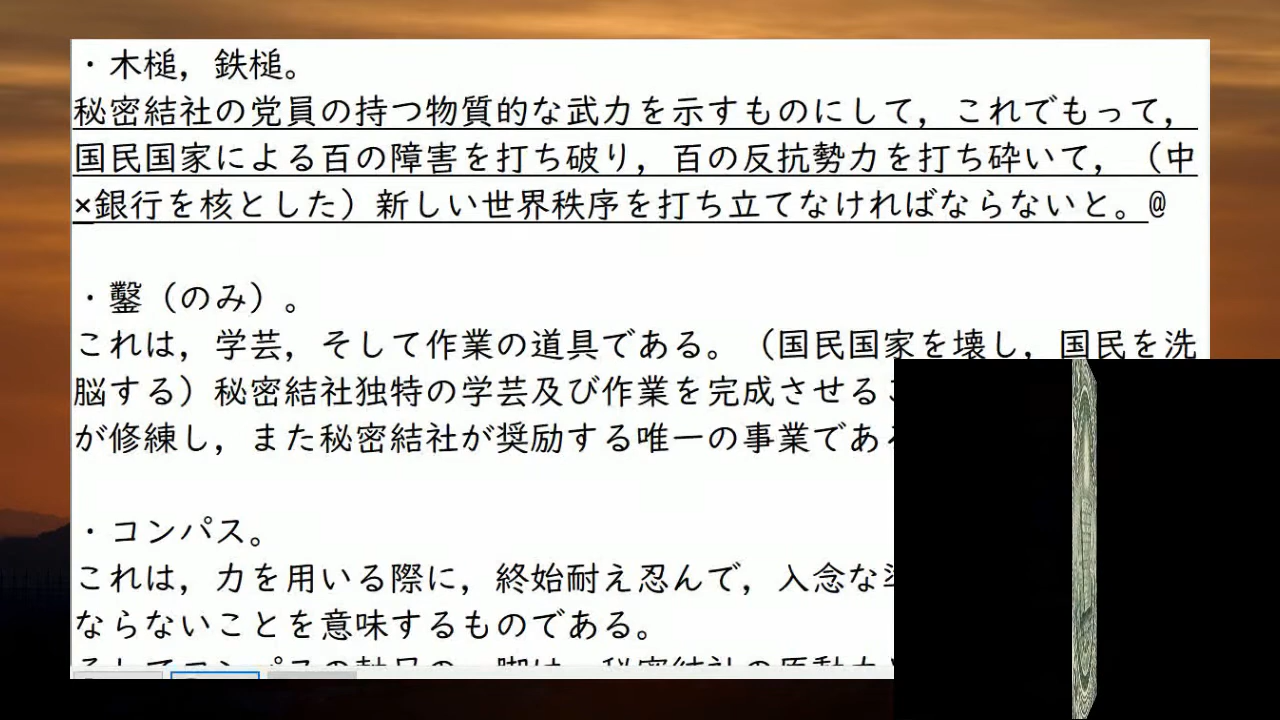 ・木槌，鉄槌。
秘密結社の党員の持つ物質的な武力を示すものにして，これでもって，
国民国家による百の障害を打ち破り，百の反抗勢力を打ち砕いて，（中
×銀行を核とした）新しい世界秩序を打ち立てなければならないと。@
・鑿（のみ）。
これは，学芸，そして作業の道具である。（国民国家を壊し，国民を洗
脳する）秘密結社独特の学芸及び作業を完成させる
が修練し，また秘密結社が奨励する唯一の事業であ
・コンパス。
これは，力を用いる際に，終始耐え忍んで，入念な
ならないことを意味するものである。